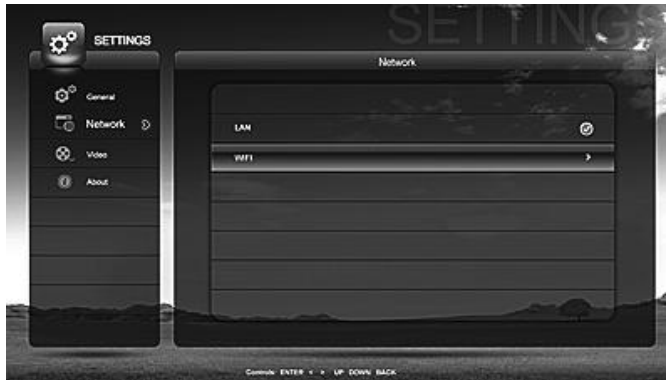 SETTINGS
SETTINGS
Network
General
Network
Video
About
LAN
WIFI
Controls: ENTER < > UP DOWN BACK